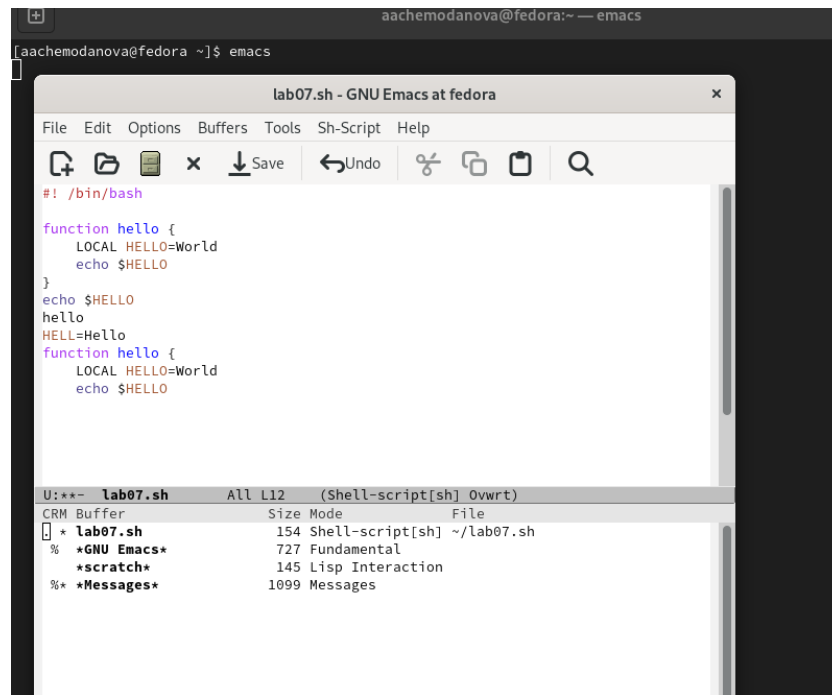 aachemodanova@fedora:~ — emacs
[aachemodanova@fedora ~]$ emacs
lab07.sh - GNU Emacs at fedora
File Edit Options Buffers Tools Sh-Script Help
Save Undo
#! /bin/bash
function hello {
    LOCAL HELLO=World
    echo $HELLO
}
echo $HELLO
hello
HELL=Hello
function hello {
    LOCAL HELLO=World
    echo $HELLO
U:**-  lab07.sh       All L12    (Shell-script[sh] Ovwrt)
CRM Buffer                Size Mode             File
. * lab07.sh               154 Shell-script[sh] ~/lab07.sh
 %  *GNU Emacs*            727 Fundamental
    *scratch*              145 Lisp Interaction
 %* *Messages*            1099 Messages